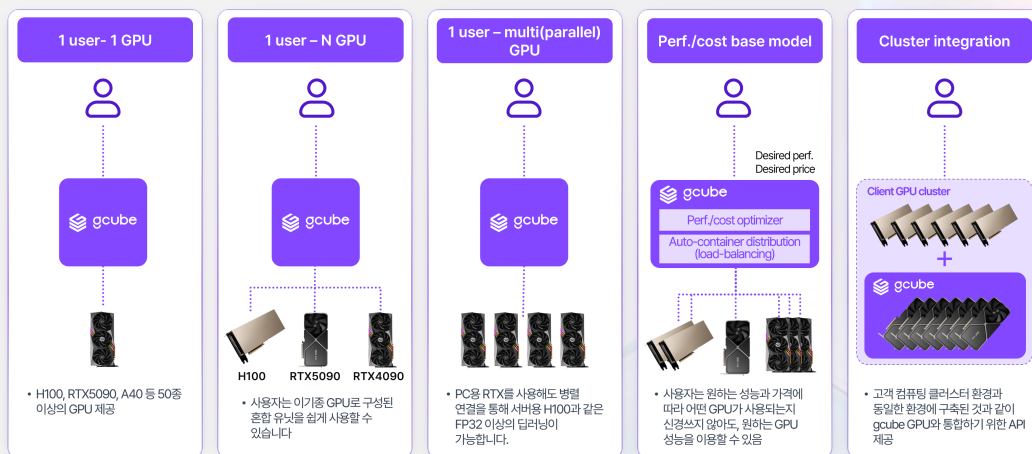 1 user- 1 GPU
gcube
• H100, RTX5090, A40 등 50종
이상의 GPU 제공
1 user – N GPU
gcube
H100
RTX5090
RTX4090
• 사용자는 이기종 GPU로 구성된
혼합 유닛을 쉽게 사용할 수
있습니다
1 user – multi(parallel)
GPU
gcube
• PC용 RTX를 사용해도 병렬
연결을 통해 서버용 H100과 같은
FP32 이상의 딥러닝이
가능합니다.
Perf./cost base model
Desired perf.
Desired price
gcube
Perf./cost optimizer
Auto-container distribution
(load-balancing)
• 사용자는 원하는 성능과 가격에
따라 어떤 GPU가 사용되는지
신경쓰지 않아도, 원하는 GPU
성능을 이용할 수 있음
Cluster integration
Client GPU cluster
+
gcube
• 고객 컴퓨팅 클러스터 환경과
동일한 환경에 구축된 것과 같이
gcube GPU와 통합하기 위한 API
제공